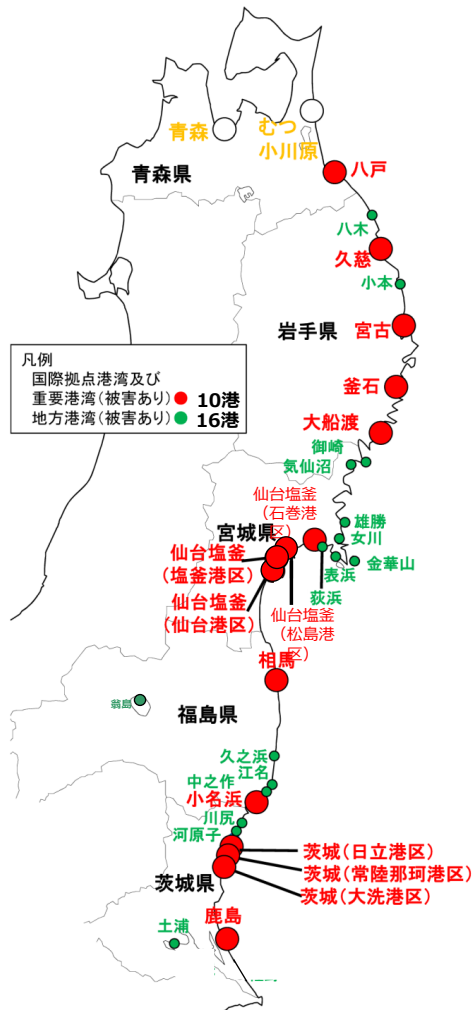 青森
むつ
小川原
八戸
青森県
八木
久慈
小本
宮古
岩手県
凡例
国際拠点港湾及び
重要港湾(被害あり) 10港
地方港湾(被害あり) 16港
釜石
大船渡
御崎
気仙沼
仙台塩釜
(石巻港
区)
宮城県
雄勝
女川
金華山
表浜
荻浜
仙台塩釜
(塩釜港区)
仙台塩釜
(仙台港区)
仙台塩釜
(松島港
区)
相馬
翁島
福島県
久之浜
江名
中之作
小名浜
川尻
河原子
茨城(日立港区)
茨城(常陸那珂港区)
茨城(大洗港区)
茨城県
鹿島
土浦